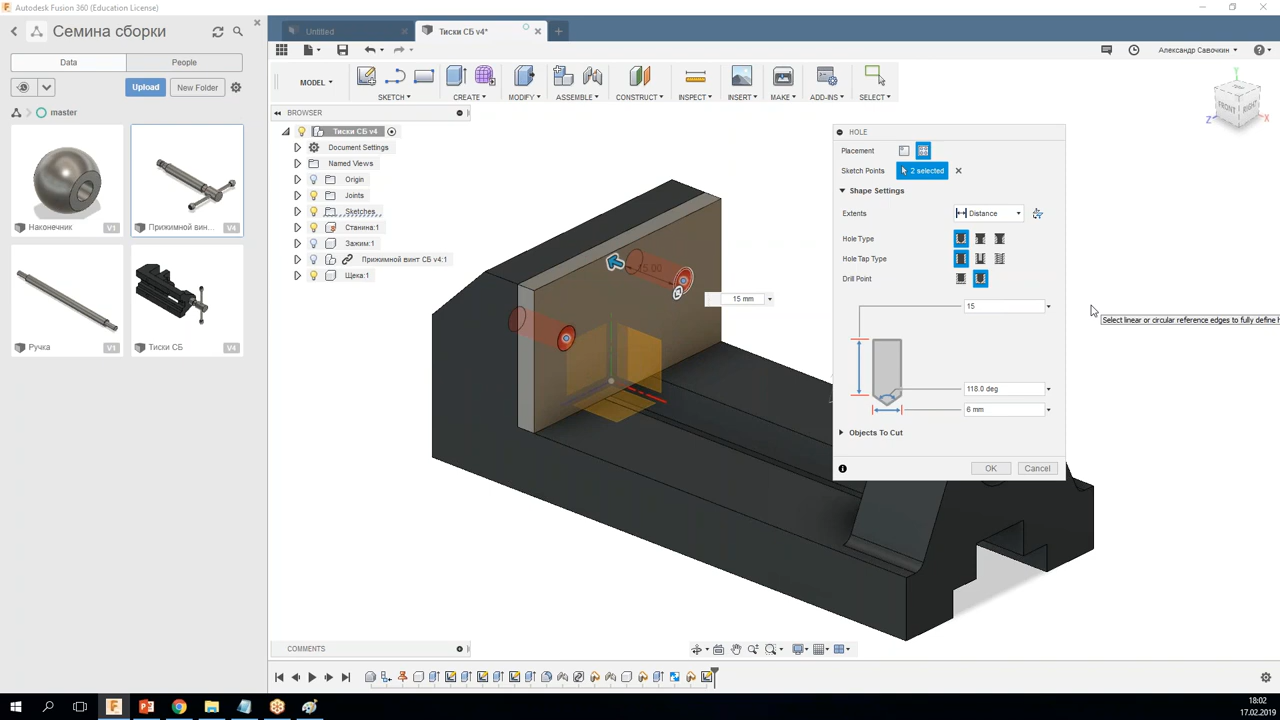 Autodesk Fusion 360 (Education License)
Семина сборки
Untitled
Тиски СБ v4*
Александр Савочкин
Data
People
Upload
New Folder
master
Наконечник
V1
Прижимной вин...
V4
Ручка
V1
Тиски СБ
V4
MODEL
SKETCH
CREATE
MODIFY
ASSEMBLE
CONSTRUCT
INSPECT
INSERT
MAKE
ADD-INS
SELECT
BROWSER
Тиски СБ v4
Document Settings
Named Views
Origin
Joints
Sketches
Станина:1
Зажим:1
Прижимной винт СБ v4:1
Щека:1
15.00
15 mm
FRONT
RIGHT
Y
Z
X
HOLE
Placement
Sketch Points
2 selected
Shape Settings
Extents
Distance
Hole Type
Hole Tap Type
Drill Point
15
118.0 deg
6 mm
Objects To Cut
OK
Cancel
Select linear or circular reference edges to fully define h
COMMENTS
18:02
17.02.2019